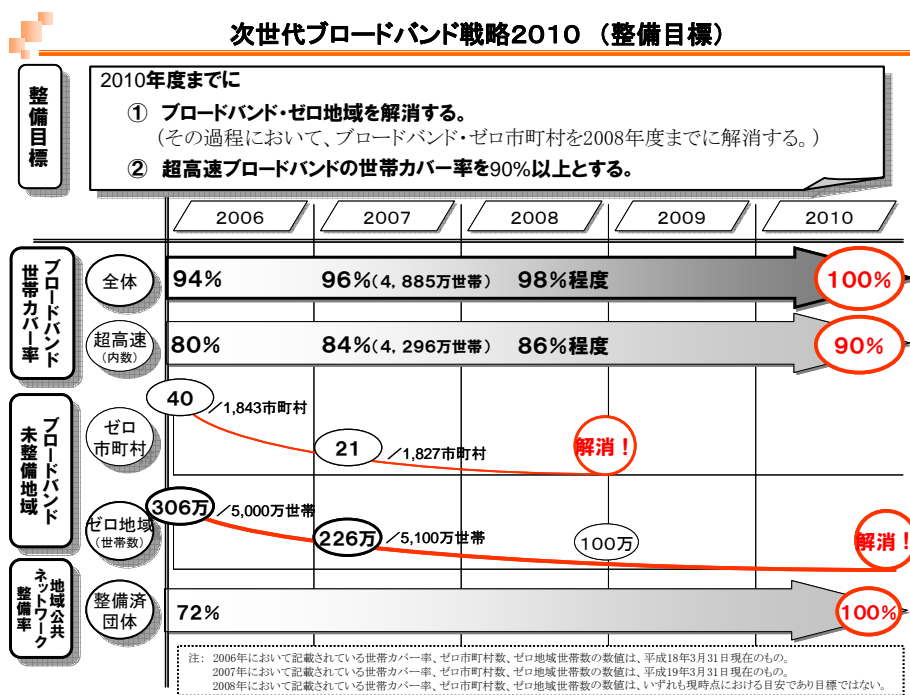 次世代ブロードバンド戦略2010 (整備目標)
整備目標
2010年度までに
① ブロードバンド・ゼロ地域を解消する。
(その過程において、ブロードバンド・ゼロ市町村を2008年度までに解消する。)
② 超高速ブロードバンドの世帯カバー率を90%以上とする。
2006 2007 2008 2009 2010
ブロードバンド世帯カバー率
全体 94% 96%(4,885万世帯) 98%程度 100%
超高速(内数) 80% 84%(4,296万世帯) 86%程度 90%
ブロードバンド未整備地域
ゼロ市町村 40/1,843市町村 21/1,827市町村 解消!
ゼロ地域(世帯数) 306万/5,000万世帯 226万/5,100万世帯 100万 解消!
地域公共ネットワーク整備率
整備済団体 72% 100%
注: 2006年において記載されている世帯カバー率、ゼロ市町村数、ゼロ地域世帯数の数値は、平成18年3月31日現在のもの。
2007年において記載されている世帯カバー率、ゼロ市町村数、ゼロ地域世帯数の数値は、平成19年3月31日現在のもの。
2008年において記載されている世帯カバー率、ゼロ市町村数、ゼロ地域世帯数の数値は、いずれも現時点における目安であり目標ではない。